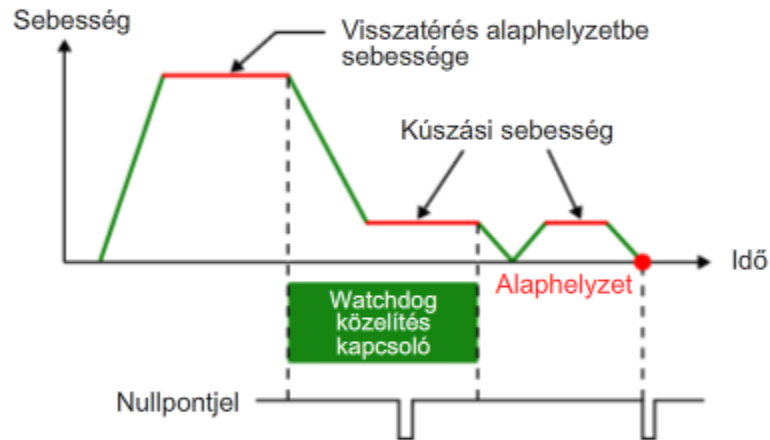 Sebesség
Visszatérés alaphelyzetbe
sebessége
Kúszási sebesség
Idő
Alaphelyzet
Watchdog
közelítés
kapcsoló
Nullpontjel